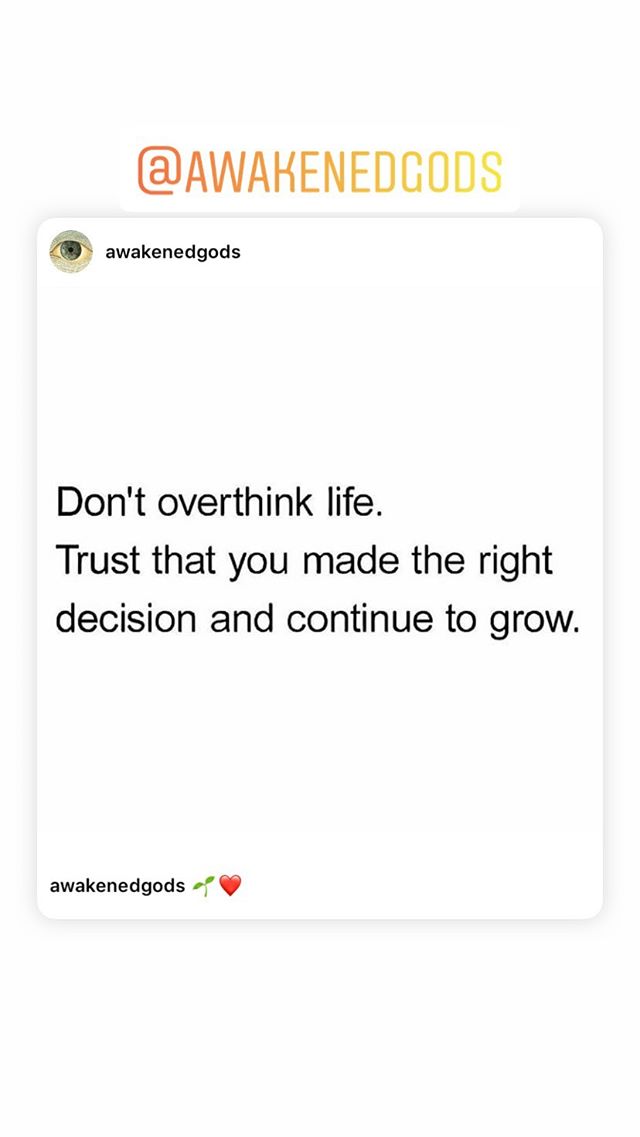 @AWAKENEDGODS
awakenedgods
Don't overthink life.
Trust that you made the right
decision and continue to grow.
awakenedgods 🌱❤️